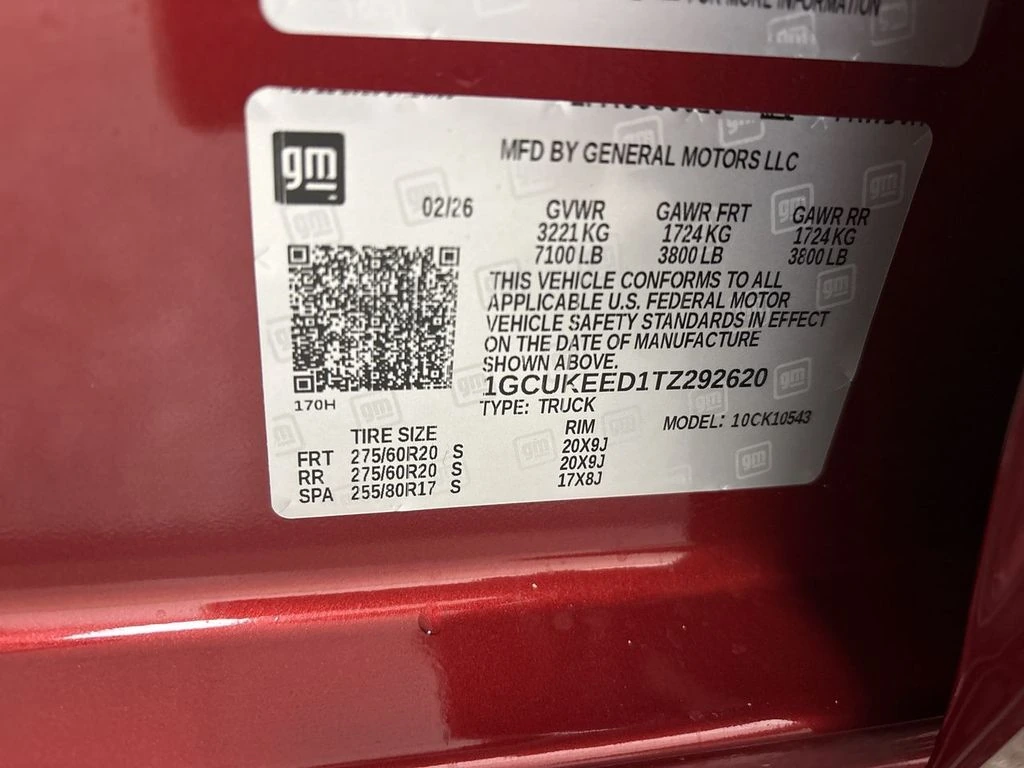 FOR MORE INFORMATION
gm
MFD BY GENERAL MOTORS LLC
02/26 GVWR GAWR FRT GAWR RR
3221 KG 1724 KG 1724 KG
7100 LB 3800 LB 3800 LB
THIS VEHICLE CONFORMS TO ALL
APPLICABLE U.S. FEDERAL MOTOR
VEHICLE SAFETY STANDARDS IN EFFECT
ON THE DATE OF MANUFACTURE
SHOWN ABOVE.
1GCUKEED1TZ292620
170H
TYPE: TRUCK MODEL: 10CK10543
TIRE SIZE RIM
FRT 275/60R20 S 20X9J
RR 275/60R20 S 20X9J
SPA 255/80R17 S 17X8J